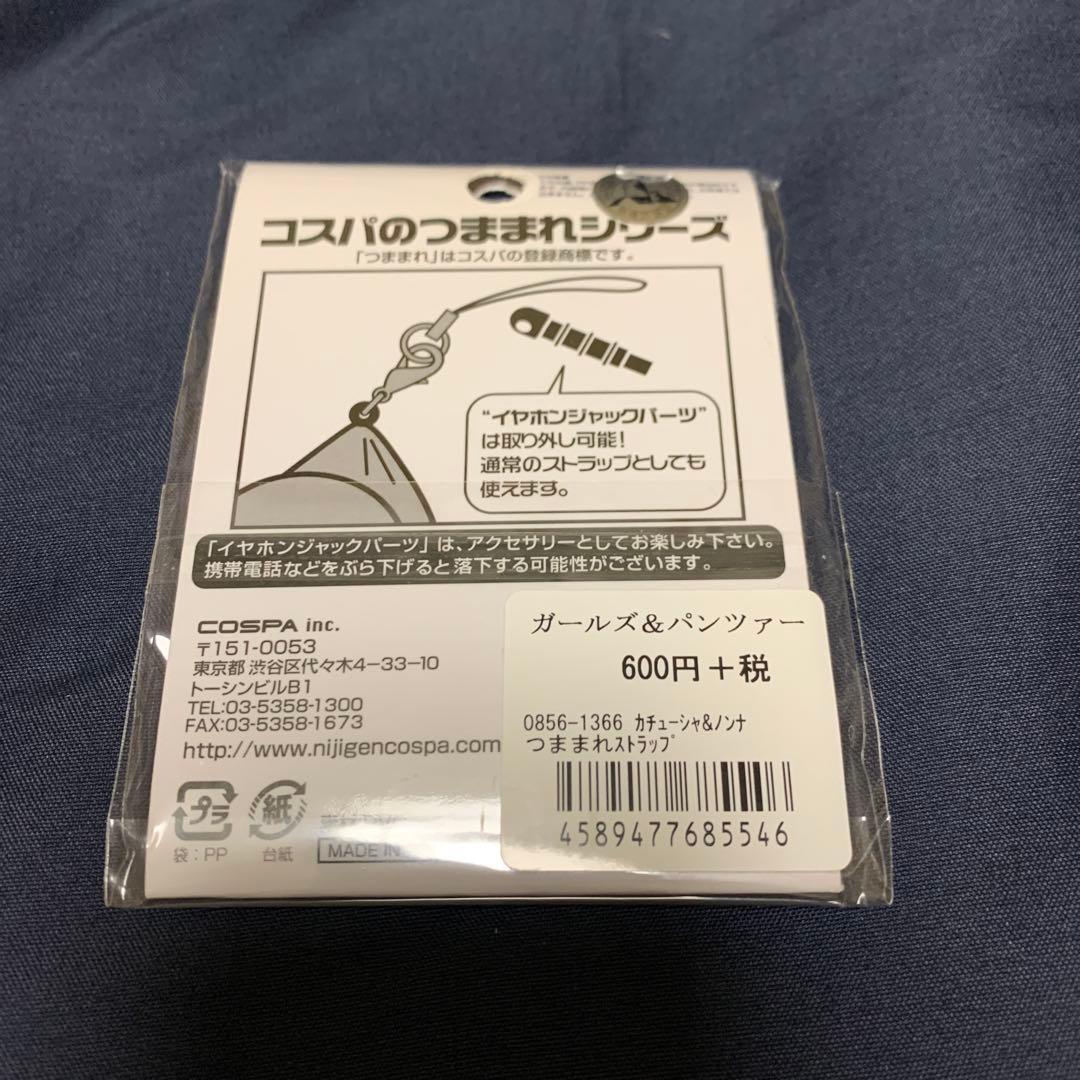 コスパのつままれシリーズ
「つままれ」はコスパの登録商標です。
“イヤホンジャックパーツ”
は取り外し可能!
通常のストラップとしても
使えます。
「イヤホンジャックパーツ」は、アクセサリーとしてお楽しみ下さい。
携帯電話などをぶら下げると落下する可能性がございます。
COSPA inc.
〒151-0053
東京都 渋谷区代々木4-33-10
トーシンビルB1
TEL:03-5358-1300
FAX:03-5358-1673
http://www.nijigencospa.com
プラ
袋:PP
紙
台紙
MADE IN
ガールズ&パンツァー
600円+税
0856-1366 ｶﾁｭｰｼｬ&ﾉﾝﾅ
つままれｽﾄﾗｯﾌﾟ
4589477685546